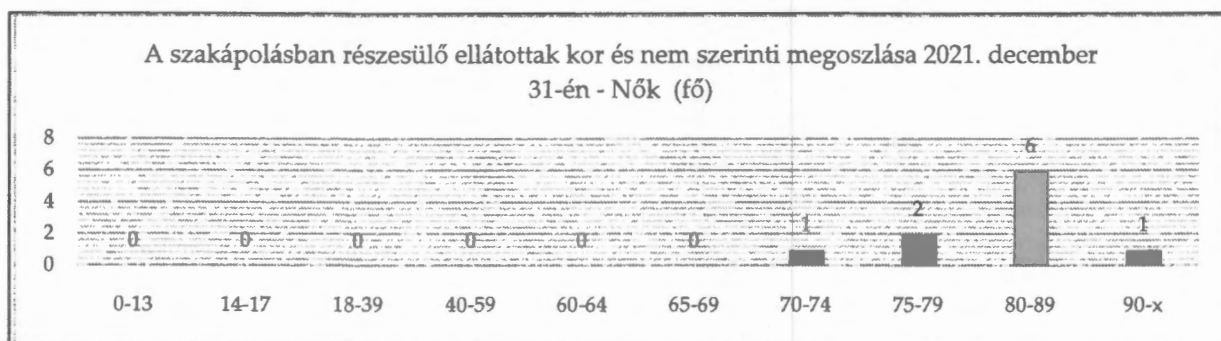 A szakápolásban részesülő ellátottak kor és nem szerinti megoszlása 2021. december
31-én - Nők (fő)
8
6
4
2
0
0 0 0 0 0 0 1 2 6 1
0-13 14-17 18-39 40-59 60-64 65-69 70-74 75-79 80-89 90-x